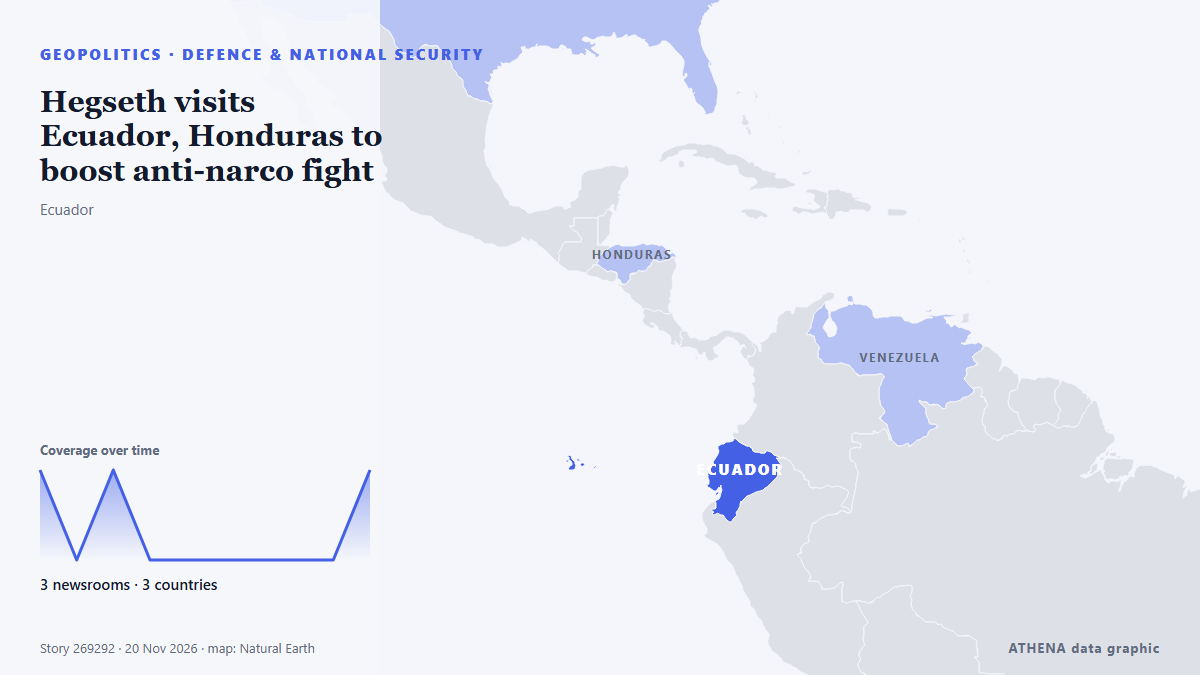 GEOPOLITICS · DEFENCE & NATIONAL SECURITY
Hegseth visits
Ecuador, Honduras to
boost anti-narco fight
Ecuador
HONDURAS
VENEZUELA
ECUADOR
Coverage over time
3 newsrooms · 3 countries
Story 269292 · 20 Nov 2026 · map: Natural Earth
ATHENA data graphic